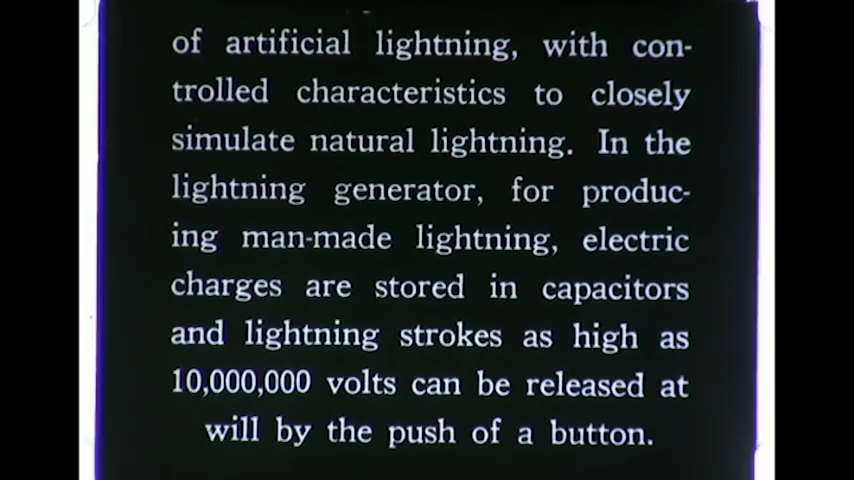 of artificial lightning, with con-
trolled characteristics to closely
simulate natural lightning. In the
lightning generator, for produc-
ing man-made lightning, electric
charges are stored in capacitors
and lightning strokes as high as
10,000,000 volts can be released at
will by the push of a button.